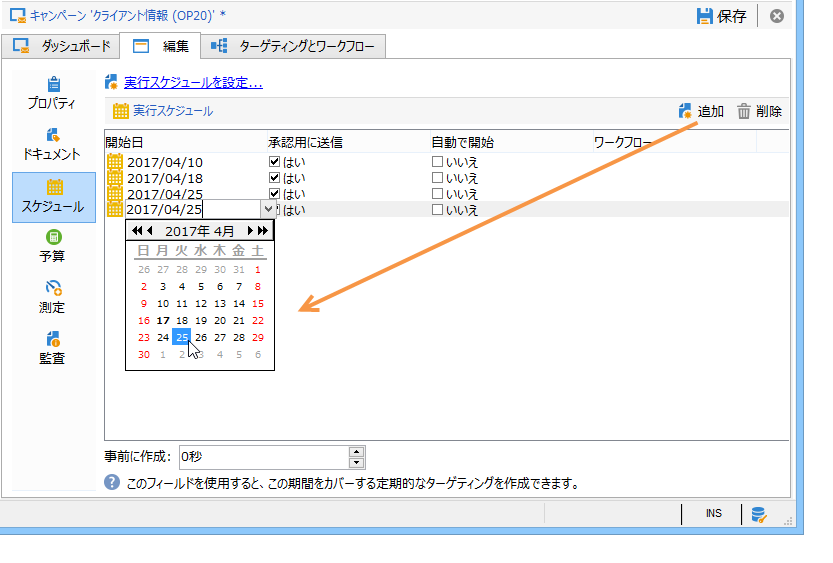 キャンペーン 'クライアント情報 (OP20)' *
保存
ダッシュボード 編集 ターゲティングとワークフロー
プロパティ
ドキュメント
スケジュール
予算
測定
監査
実行スケジュールを設定...
実行スケジュール 追加 削除
開始日 承認用に送信 自動で開始 ワークフロー
2017/04/10 はい いいえ
2017/04/18 はい いいえ
2017/04/25 はい いいえ
2017/04/25 はい いいえ
2017年 4月
日 月 火 水 木 金 土
26 27 28 29 30 31 1
2 3 4 5 6 7 8
9 10 11 12 13 14 15
16 17 18 19 20 21 22
23 24 25 26 27 28 29
30 1 2 3 4 5 6
事前に作成: 0秒
このフィールドを使用すると、この期間をカバーする定期的なターゲティングを作成できます。
INS